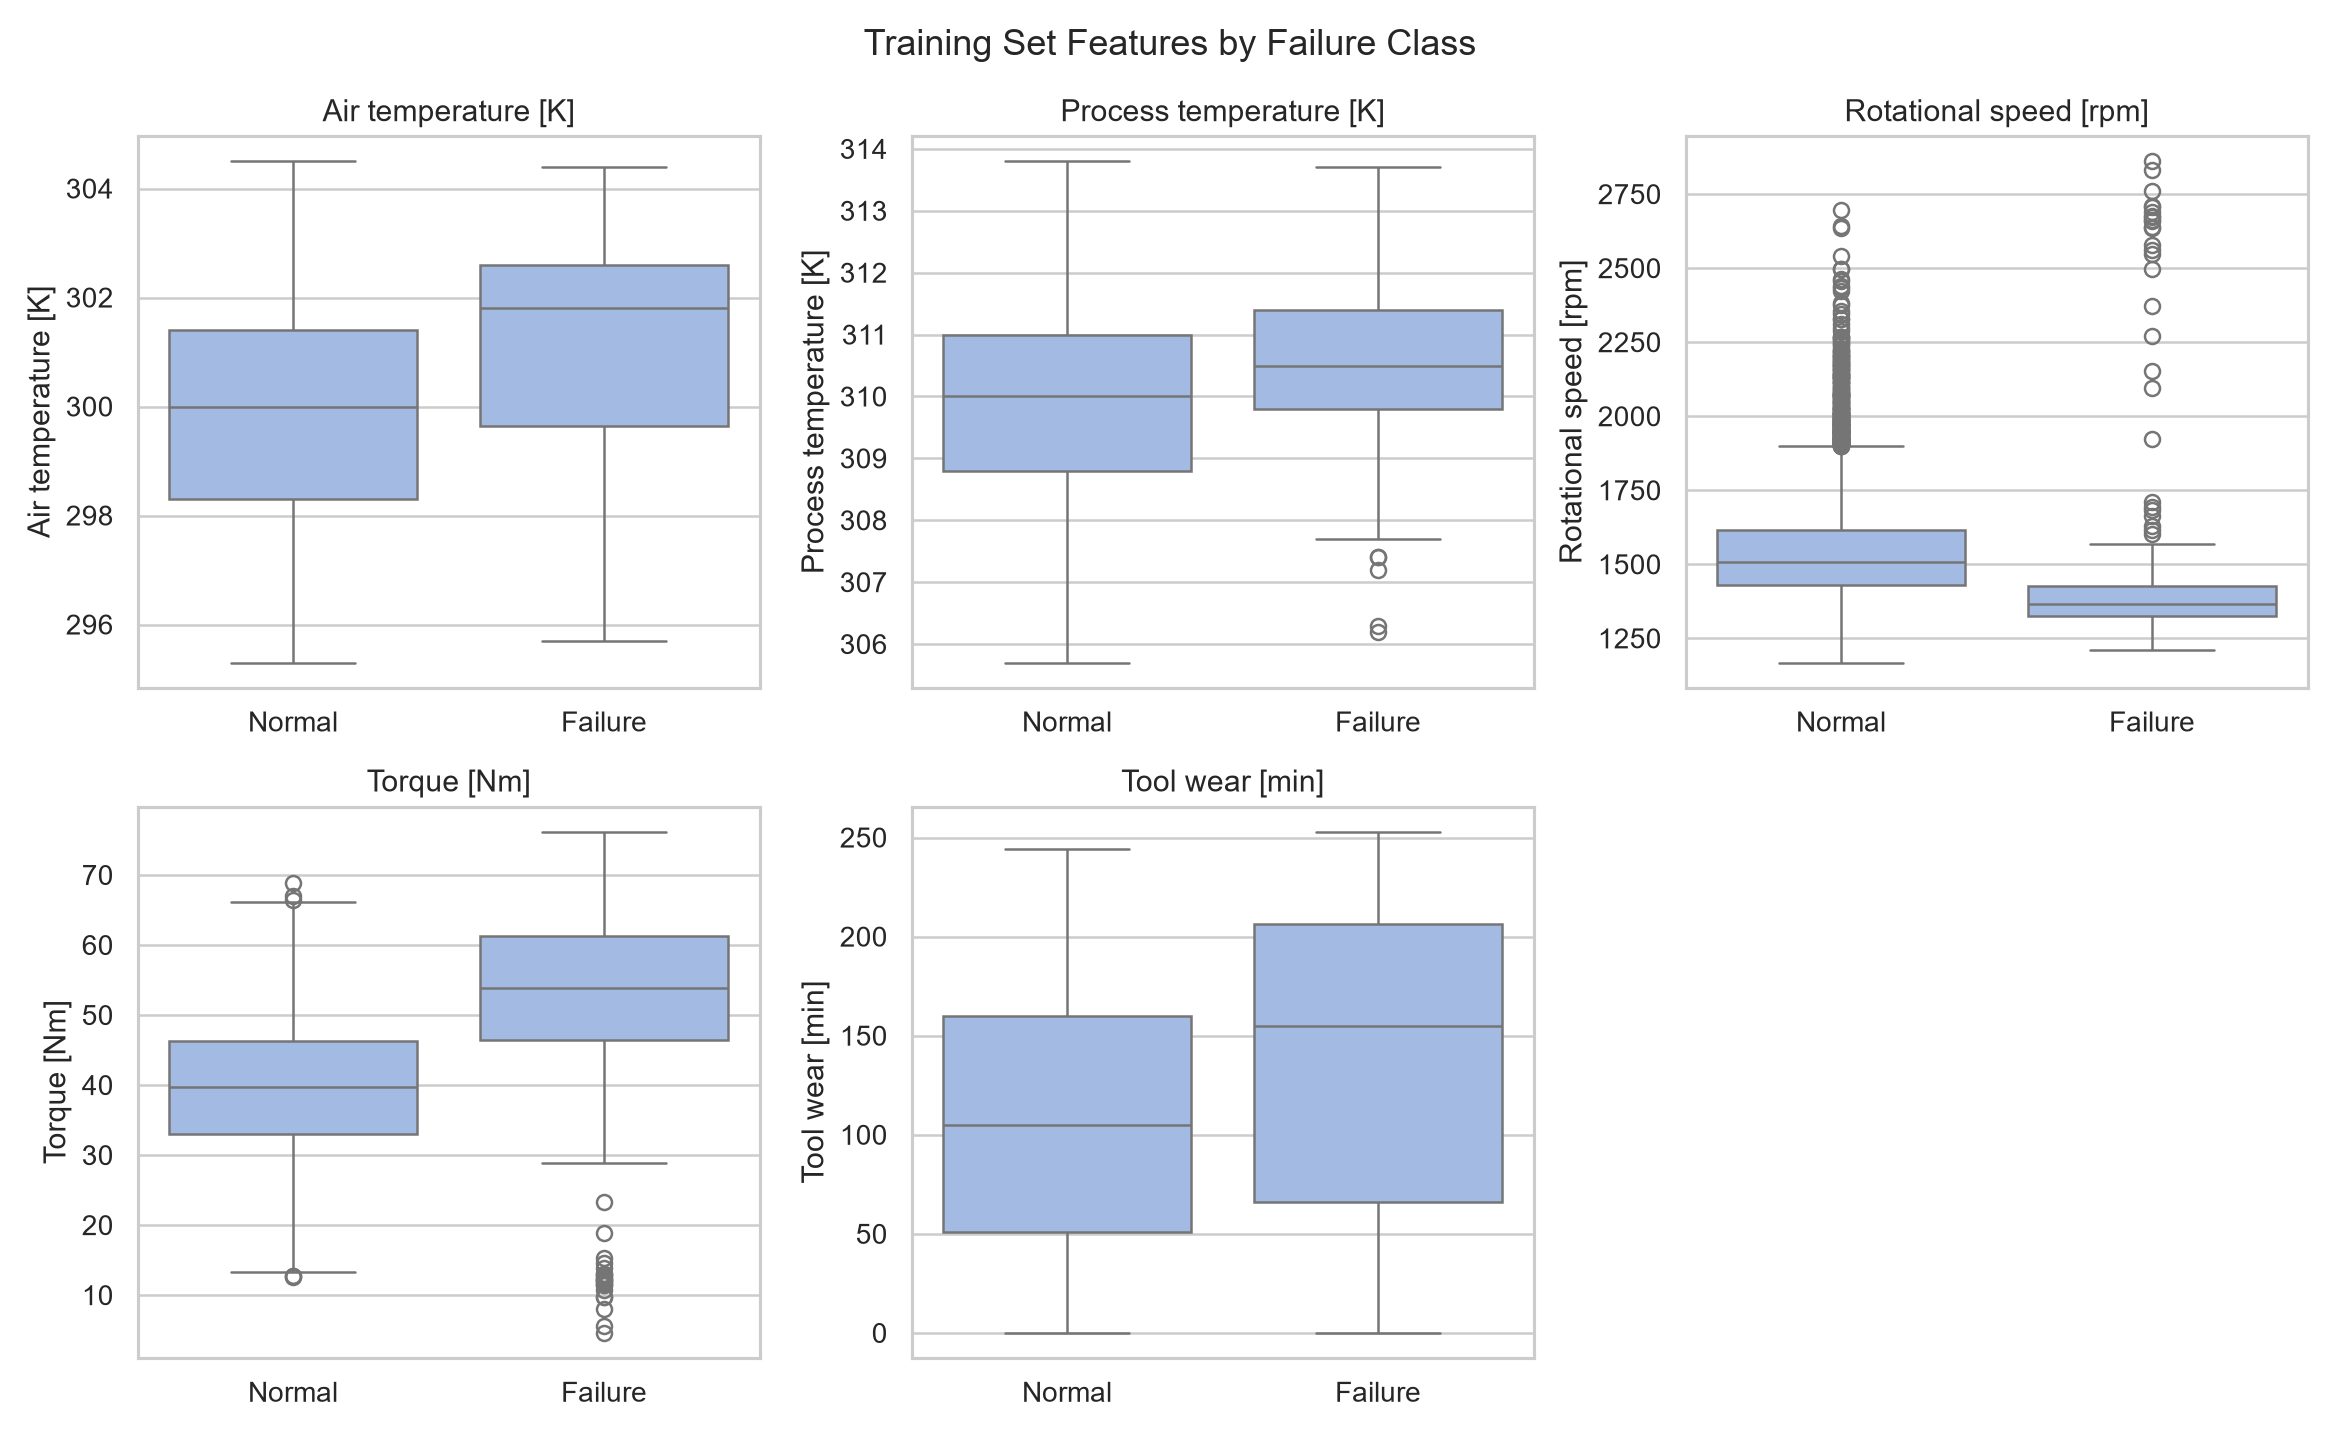 Training Set Features by Failure Class
Air temperature [K]
Air temperature [K]
304
302
300
298
296
Normal
Failure
Process temperature [K]
Process temperature [K]
314
313
312
311
310
309
308
307
306
Normal
Failure
Rotational speed [rpm]
Rotational speed [rpm]
2750
2500
2250
2000
1750
1500
1250
Normal
Failure
Torque [Nm]
Torque [Nm]
70
60
50
40
30
20
10
Normal
Failure
Tool wear [min]
Tool wear [min]
250
200
150
100
50
0
Normal
Failure